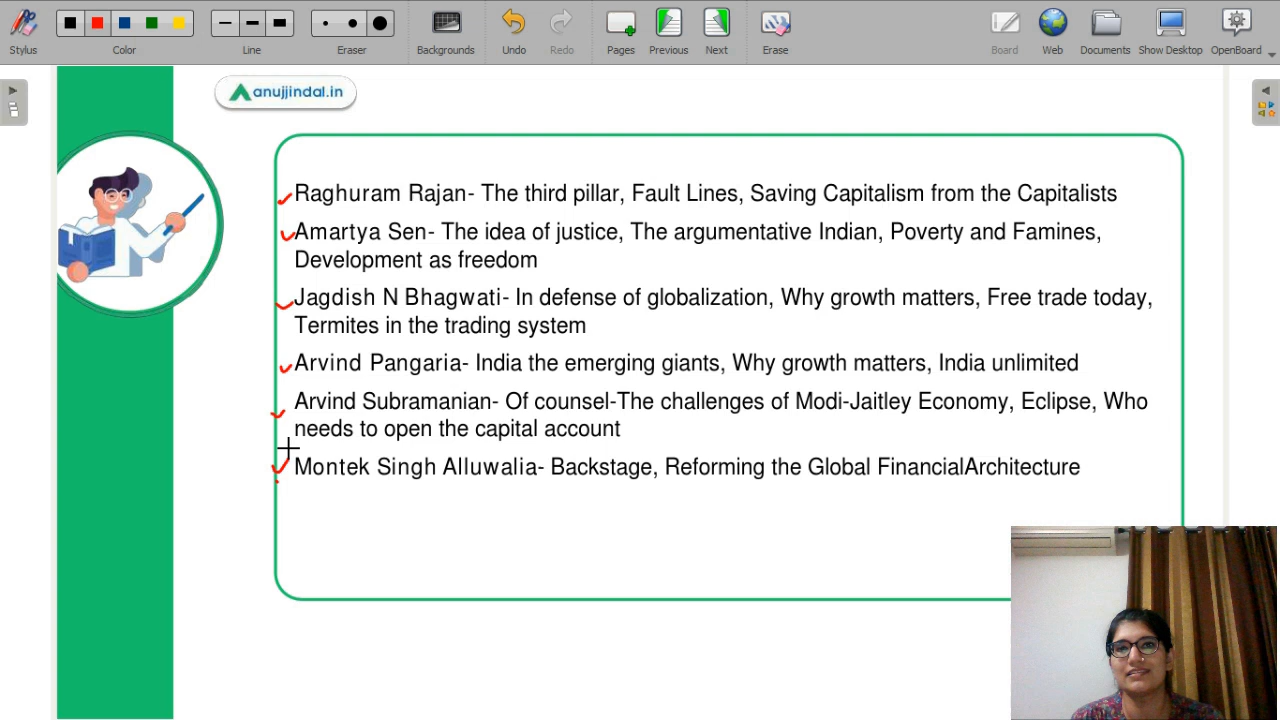 Stylus
Color
Line
Eraser
Backgrounds
Undo
Redo
Pages
Previous
Next
Erase
Board
Web
Documents
Show Desktop
OpenBoard
anujjindal.in
Raghuram Rajan- The third pillar, Fault Lines, Saving Capitalism from the Capitalists
Amartya Sen- The idea of justice, The argumentative Indian, Poverty and Famines,
Development as freedom
Jagdish N Bhagwati- In defense of globalization, Why growth matters, Free trade today,
Termites in the trading system
Arvind Pangaria- India the emerging giants, Why growth matters, India unlimited
Arvind Subramanian- Of counsel-The challenges of Modi-Jaitley Economy, Eclipse, Who
needs to open the capital account
Montek Singh Alluwalia- Backstage, Reforming the Global FinancialArchitecture